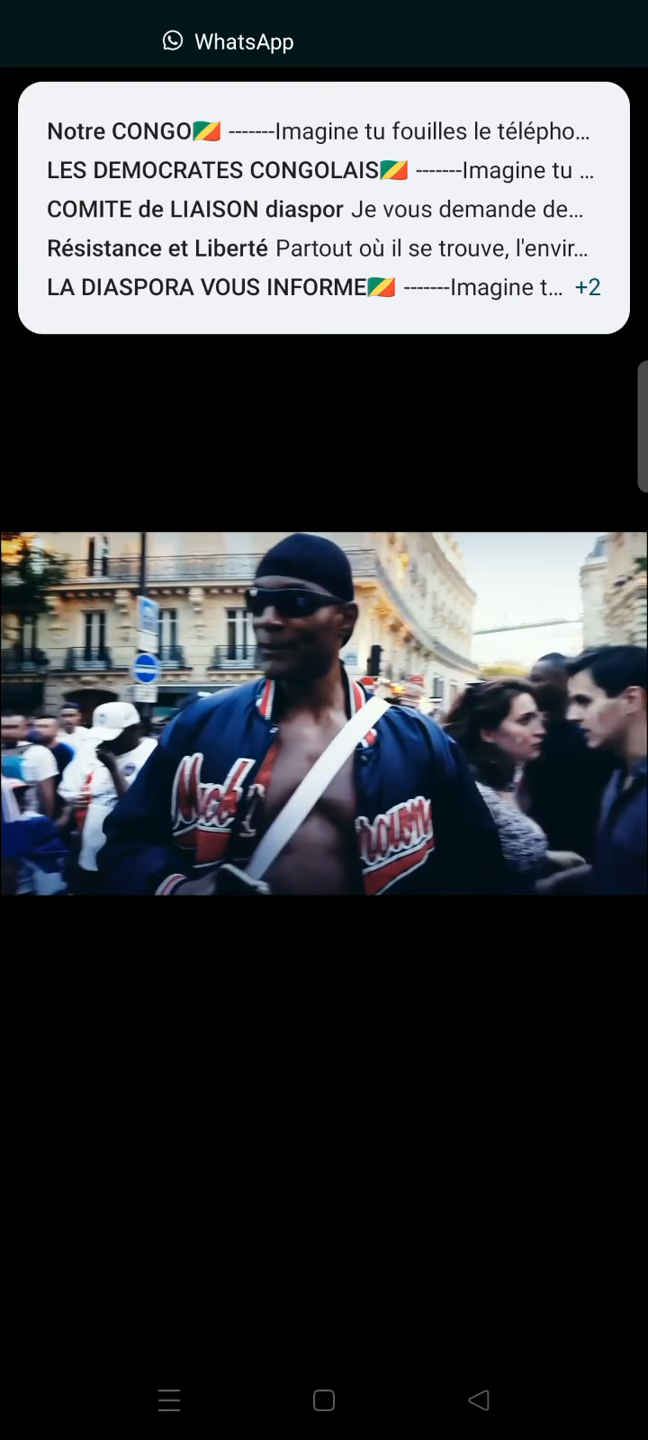 WhatsApp
Notre CONGO🇨🇬 -------Imagine tu fouilles le télépho...
LES DEMOCRATES CONGOLAIS🇨🇬 -------Imagine tu ...
COMITE de LIAISON diaspor Je vous demande de...
Résistance et Liberté Partout où il se trouve, l'envir...
LA DIASPORA VOUS INFORME🇨🇬 -------Imagine t... +2